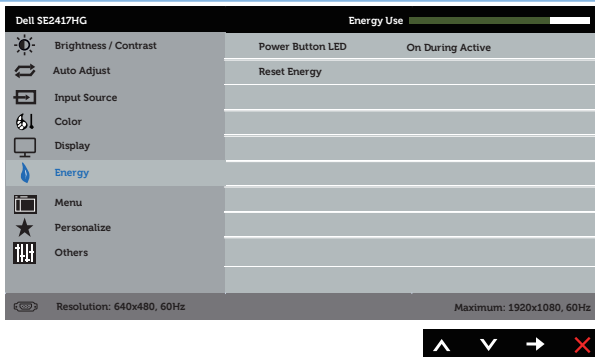 Dell SE2417HG
Energy Use
Brightness / Contrast
Power Button LED
On During Active
Auto Adjust
Reset Energy
Input Source
Color
Display
Energy
Menu
Personalize
Others
Resolution: 640x480, 60Hz
Maximum: 1920x1080, 60Hz